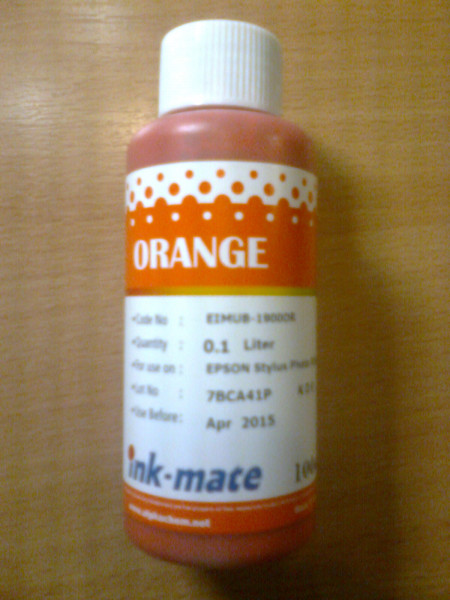 ORANGE
Code No : EIMUB-1900OR
Quantity : 0.1 Liter
For use on : EPSON Stylus Photo
Lot No : 7BCA41P
Use Before: Apr 2015
ink-mate
100